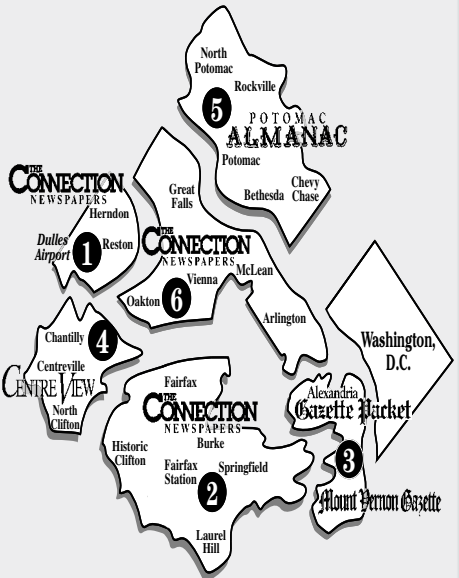 North
Potomac
Rockville
5
POTOMAC
ALMANAC
Potomac
Bethesda
Chevy
Chase
THE
CONNECTION
NEWSPAPERS
Herndon
Dulles
Airport
1
Reston
Great
Falls
THE
CONNECTION
NEWSPAPERS
Vienna
McLean
Oakton
6
Arlington
Chantilly
4
Centreville
CENTRE VIEW
North
Clifton
Washington,
D.C.
Fairfax
THE
CONNECTION
NEWSPAPERS
Burke
Historic
Clifton
Fairfax
Station
Springfield
2
Laurel
Hill
Alexandria
Gazette Packet
3
Mount Vernon Gazette